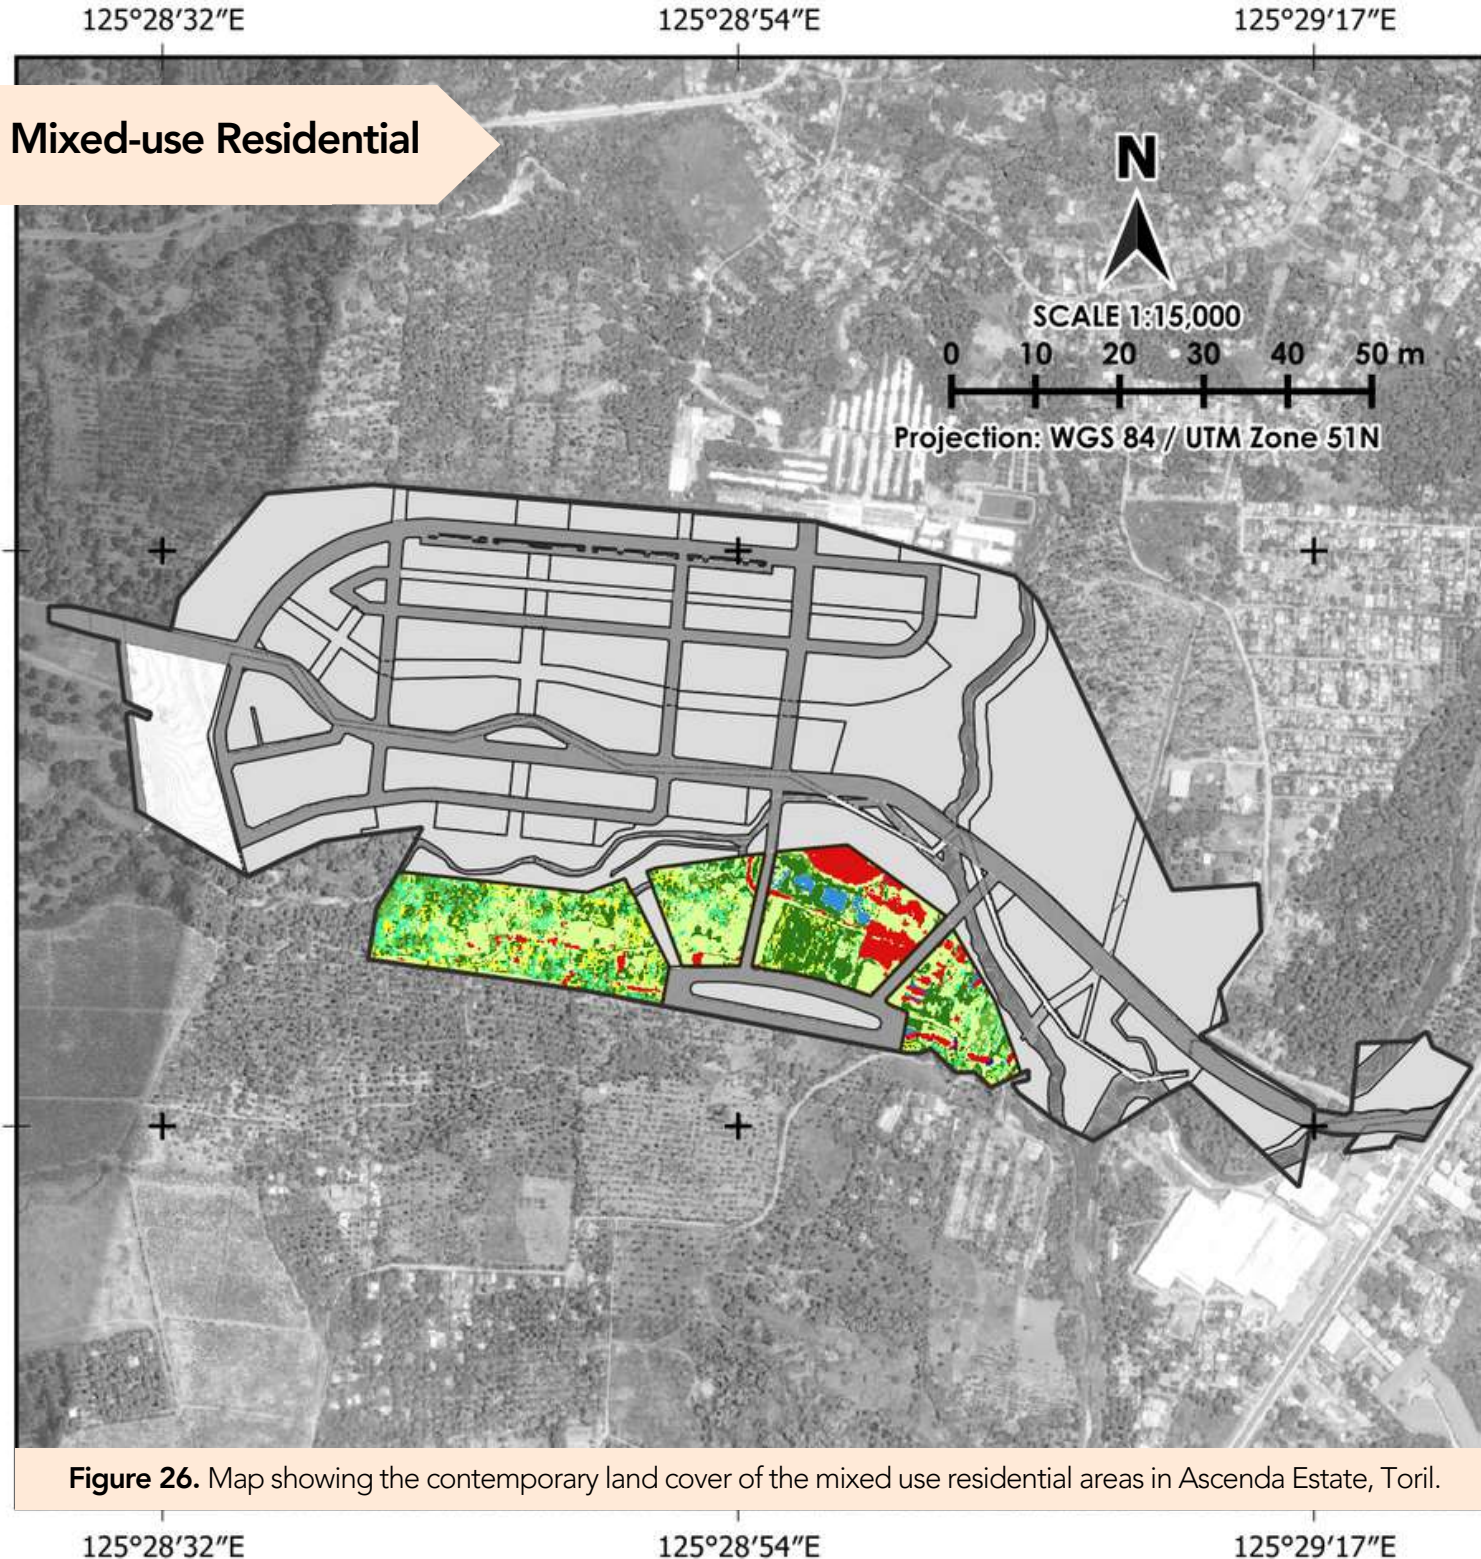 125°28′32″E 125°28′54″E 125°29′17″E
Mixed-use Residential
N
SCALE 1:15,000
0 10 20 30 40 50 m
Projection: WGS 84 / UTM Zone 51N
Figure 26. Map showing the contemporary land cover of the mixed use residential areas in Ascenda Estate, Toril.
125°28′32″E 125°28′54″E 125°29′17″E